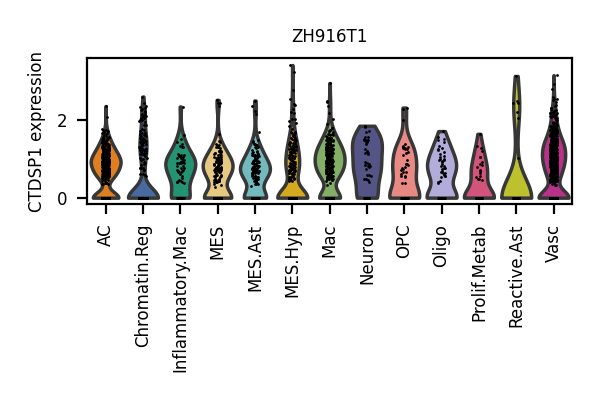 ZH916T1
CTDSP1 expression
2
0
AC
Chromatin.Reg
Inflammatory.Mac
MES
MES.Ast
MES.Hyp
Mac
Neuron
OPC
Oligo
Prolif.Metab
Reactive.Ast
Vasc